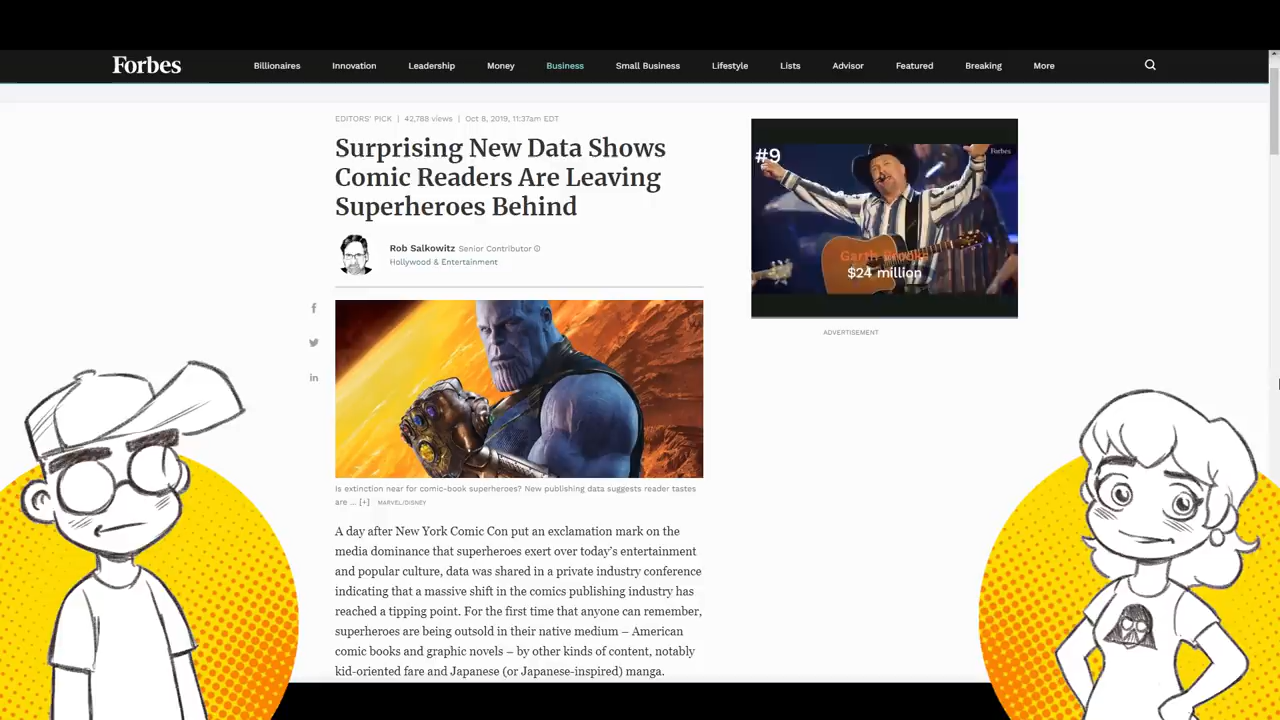 Forbes
Billionaires Innovation Leadership Money Business Small Business Lifestyle Lists Advisor Featured Breaking More
EDITORS' PICK | 42,788 views | Oct 8, 2019, 11:37am EDT
Surprising New Data Shows
Comic Readers Are Leaving
Superheroes Behind
Rob Salkowitz Senior Contributor
Hollywood & Entertainment
#9
Forbes
Garth Brooks
$24 million
ADVERTISEMENT
Is extinction near for comic-book superheroes? New publishing data suggests reader tastes
are ... [+] MARVEL/DISNEY
A day after New York Comic Con put an exclamation mark on the
media dominance that superheroes exert over today's entertainment
and popular culture, data was shared in a private industry conference
indicating that a massive shift in the comics publishing industry has
reached a tipping point. For the first time that anyone can remember,
superheroes are being outsold in their native medium – American
comic books and graphic novels – by other kinds of content, notably
kid-oriented fare and Japanese (or Japanese-inspired) manga.